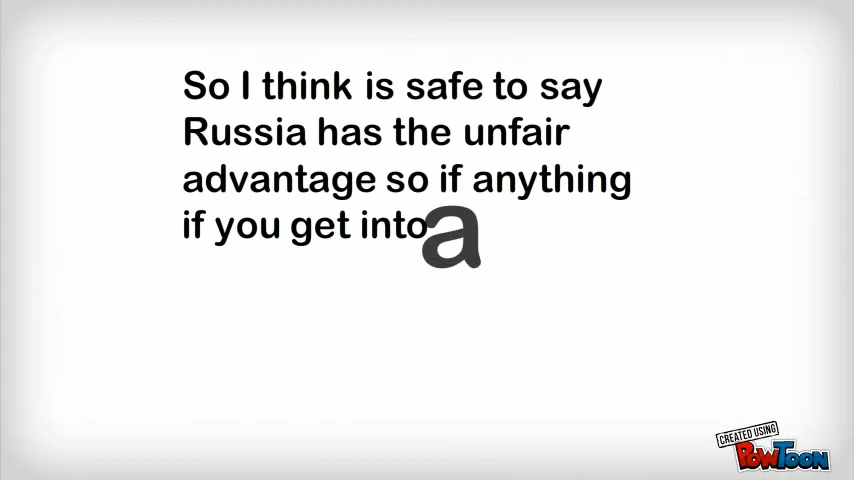 So I think is safe to say
Russia has the unfair
advantage so if anything
if you get into a
CREATED USING
POWTOON